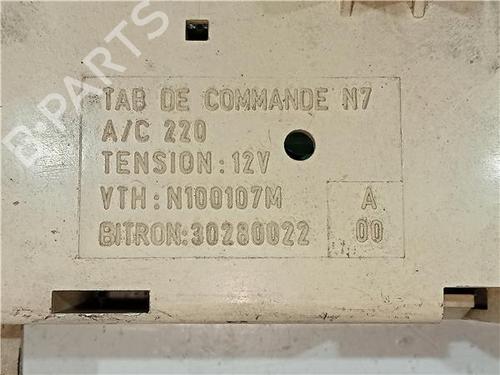 B-PARTS
TAB DE COMMANDE N7
A/C 220
TENSION:12V
VTH:N100107M
A
BITRON:30280022
00